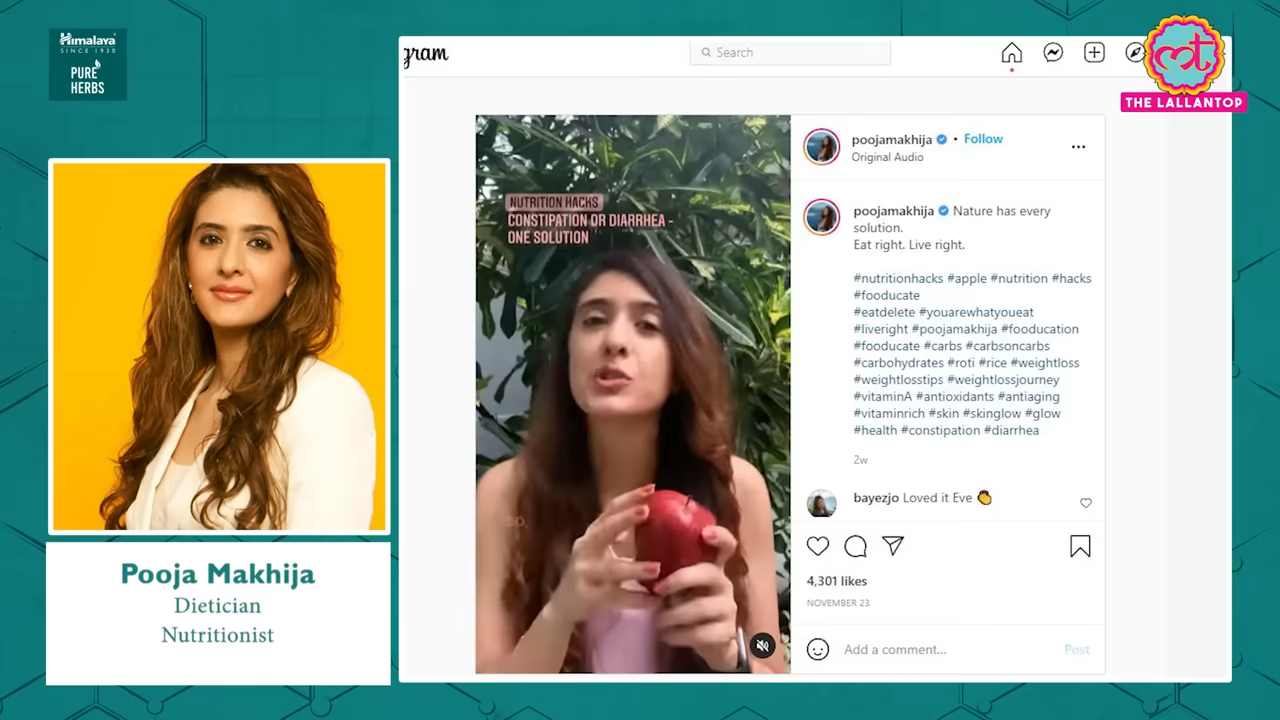 Himalaya
SINCE 1930
PURE
HERBS
Pooja Makhija
Dietician
Nutritionist
gram
Search
THE LALLANTOP
NUTRITION HACKS
CONSTIPATION OR DIARRHEA -
ONE SOLUTION
poojamakhija • Follow
Original Audio
poojamakhija Nature has every
solution.
Eat right. Live right.
#nutritionhacks #apple #nutrition #hacks
#fooducate
#eatdelete #youarewhatyoueat
#liveright #poojamakhija #fooducation
#fooducate #carbs #carbsoncarbs
#carbohydrates #roti #rice #weightloss
#weightlosstips #weightlossjourney
#vitaminA #antioxidants #antiaging
#vitaminrich #skin #skinglow #glow
#health #constipation #diarrhea
2w
bayezjo Loved it Eve 👏
4,301 likes
NOVEMBER 23
Add a comment...
Post